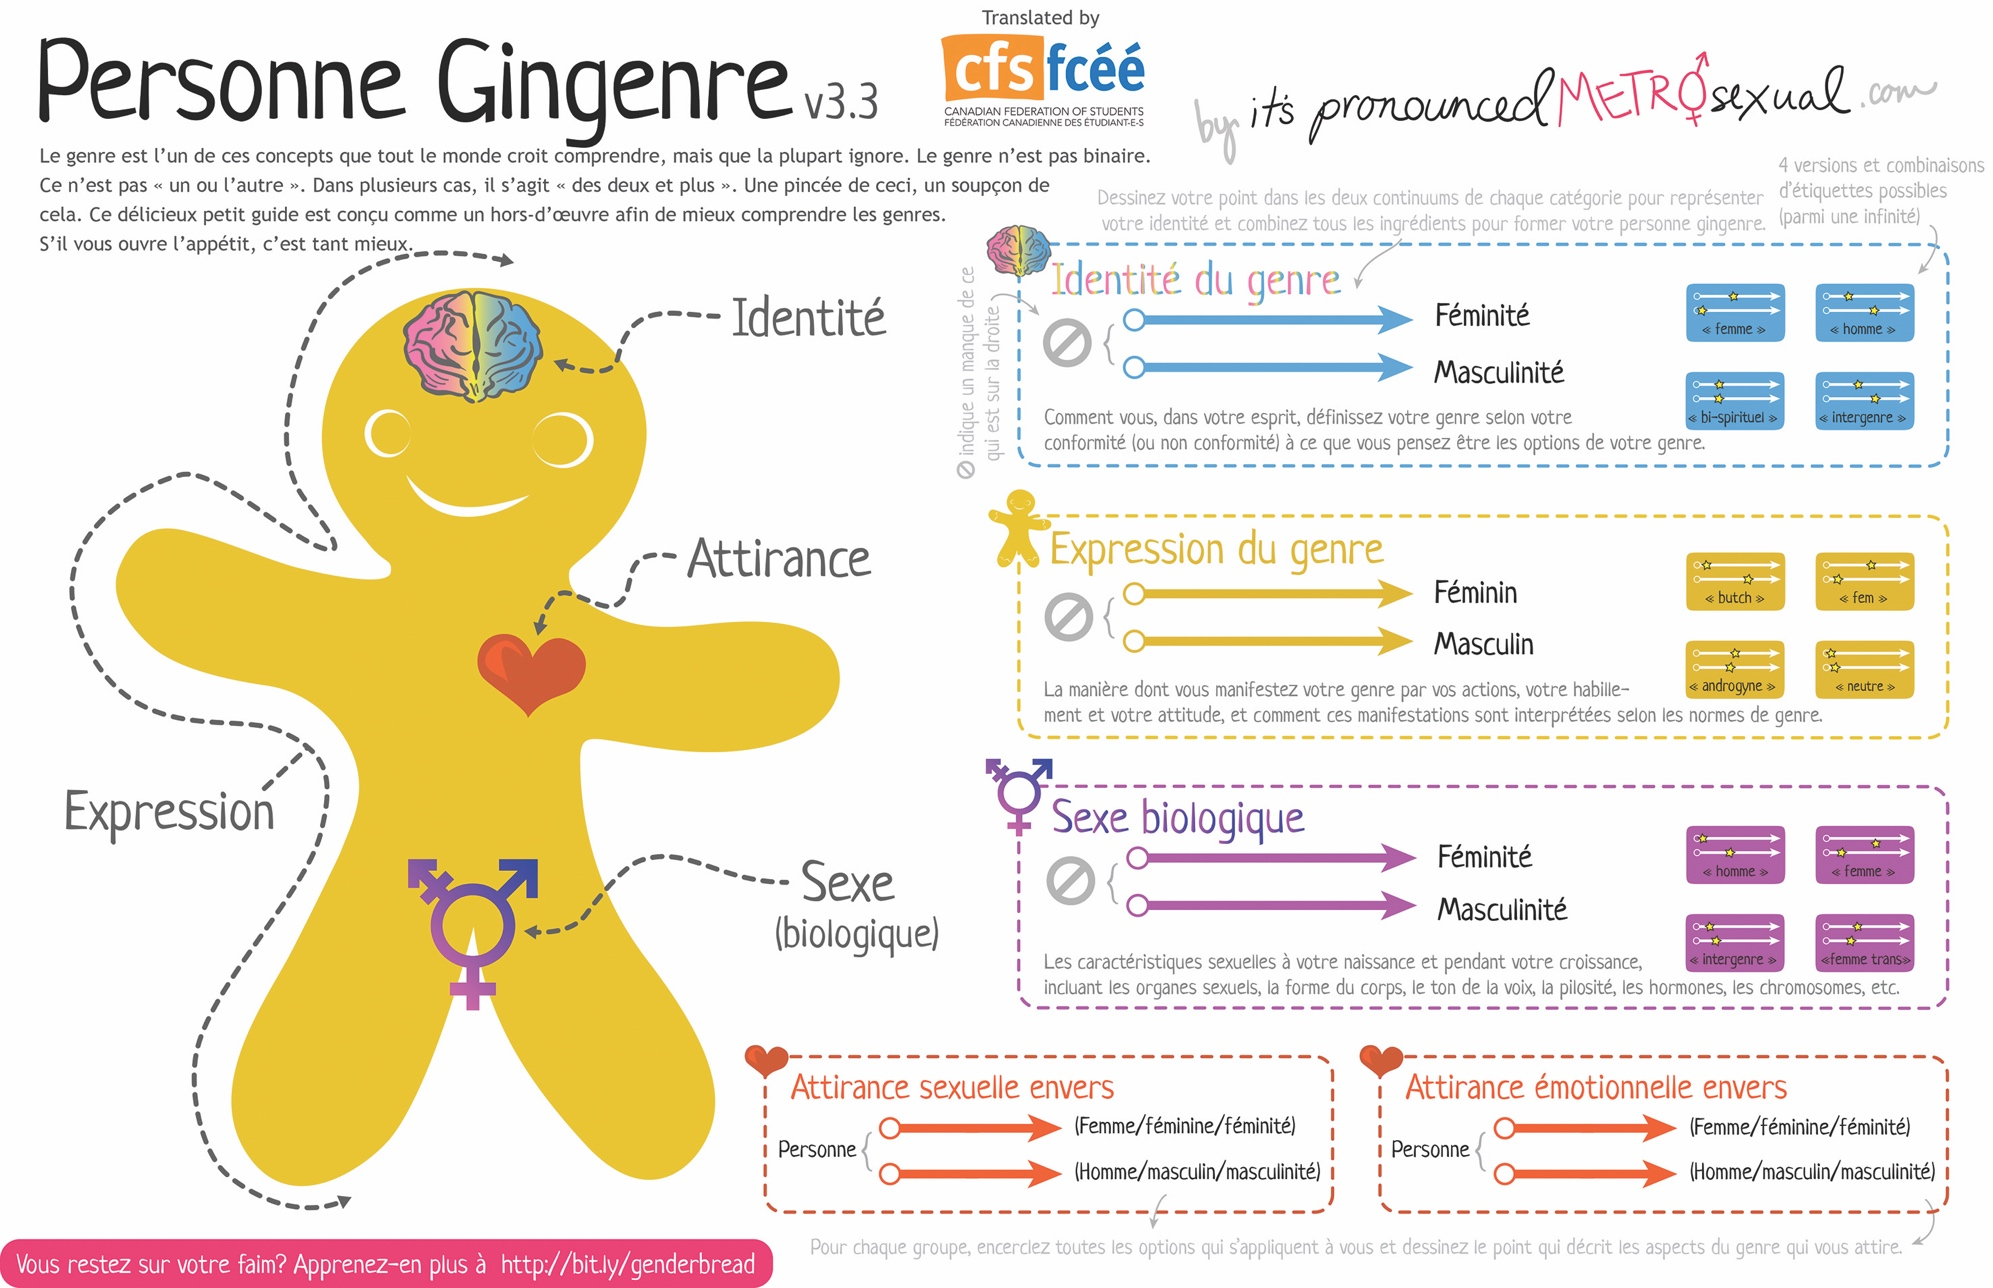 Translated by
cfs fcéé
CANADIAN FEDERATION OF STUDENTS
FÉDÉRATION CANADIENNE DES ÉTUDIANT-E-S
Personne Gingenre v3.3
by it's pronounced METROsexual.com
Le genre est l'un de ces concepts que tout le monde croit comprendre, mais que la plupart ignore. Le genre n'est pas binaire.
Ce n'est pas « un ou l'autre ». Dans plusieurs cas, il s'agit « des deux et plus ». Une pincée de ceci, un soupçon de
cela. Ce délicieux petit guide est conçu comme un hors-d'œuvre afin de mieux comprendre les genres.
S'il vous ouvre l'appétit, c'est tant mieux.
Dessinez votre point dans les deux continuums de chaque catégorie pour représenter
votre identité et combinez tous les ingrédients pour former votre personne gingenre.
4 versions et combinaisons
d'étiquettes possibles
(parmi une infinité)
Identité
Attirance
Expression
Sexe
(biologique)
indique un manque de ce
qui est sur la droite
Identité du genre
Féminité
Masculinité
« femme »
« homme »
« bi-spirituel »
« intergenre »
Comment vous, dans votre esprit, définissez votre genre selon votre
conformité (ou non conformité) à ce que vous pensez être les options de votre genre.
Expression du genre
Féminin
Masculin
« butch »
« fem »
« androgyne »
« neutre »
La manière dont vous manifestez votre genre par vos actions, votre habille-
ment et votre attitude, et comment ces manifestations sont interprétées selon les normes de genre.
Sexe biologique
Féminité
Masculinité
« homme »
« femme »
« intergenre »
«femme trans»
Les caractéristiques sexuelles à votre naissance et pendant votre croissance,
incluant les organes sexuels, la forme du corps, le ton de la voix, la pilosité, les hormones, les chromosomes, etc.
Attirance sexuelle envers
Personne
(Femme/féminine/féminité)
(Homme/masculin/masculinité)
Attirance émotionnelle envers
Personne
(Femme/féminine/féminité)
(Homme/masculin/masculinité)
Pour chaque groupe, encerclez toutes les options qui s'appliquent à vous et dessinez le point qui décrit les aspects du genre qui vous attire.
Vous restez sur votre faim? Apprenez-en plus à http://bit.ly/genderbread